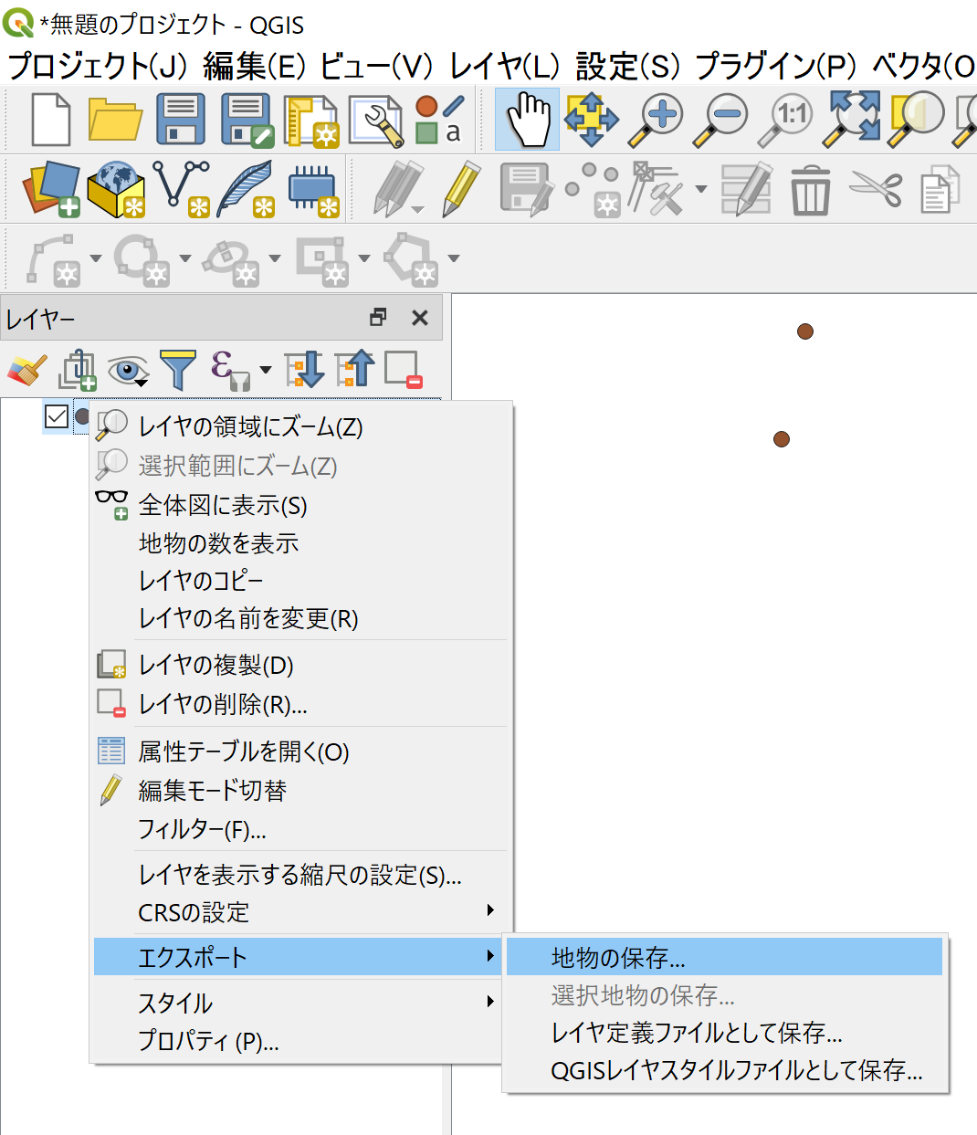 *無題のプロジェクト - QGIS
プロジェクト(J) 編集(E) ビュー(V) レイヤ(L) 設定(S) プラグイン(P) ベクタ(O
a
1:1
レイヤー
ε
レイヤの領域にズーム(Z)
選択範囲にズーム(Z)
全体図に表示(S)
地物の数を表示
レイヤのコピー
レイヤの名前を変更(R)
レイヤの複製(D)
レイヤの削除(R)...
属性テーブルを開く(O)
編集モード切替
フィルター(F)...
レイヤを表示する縮尺の設定(S)...
CRSの設定
エクスポート
地物の保存...
選択地物の保存...
スタイル
レイヤ定義ファイルとして保存...
プロパティ (P)...
QGISレイヤスタイルファイルとして保存...